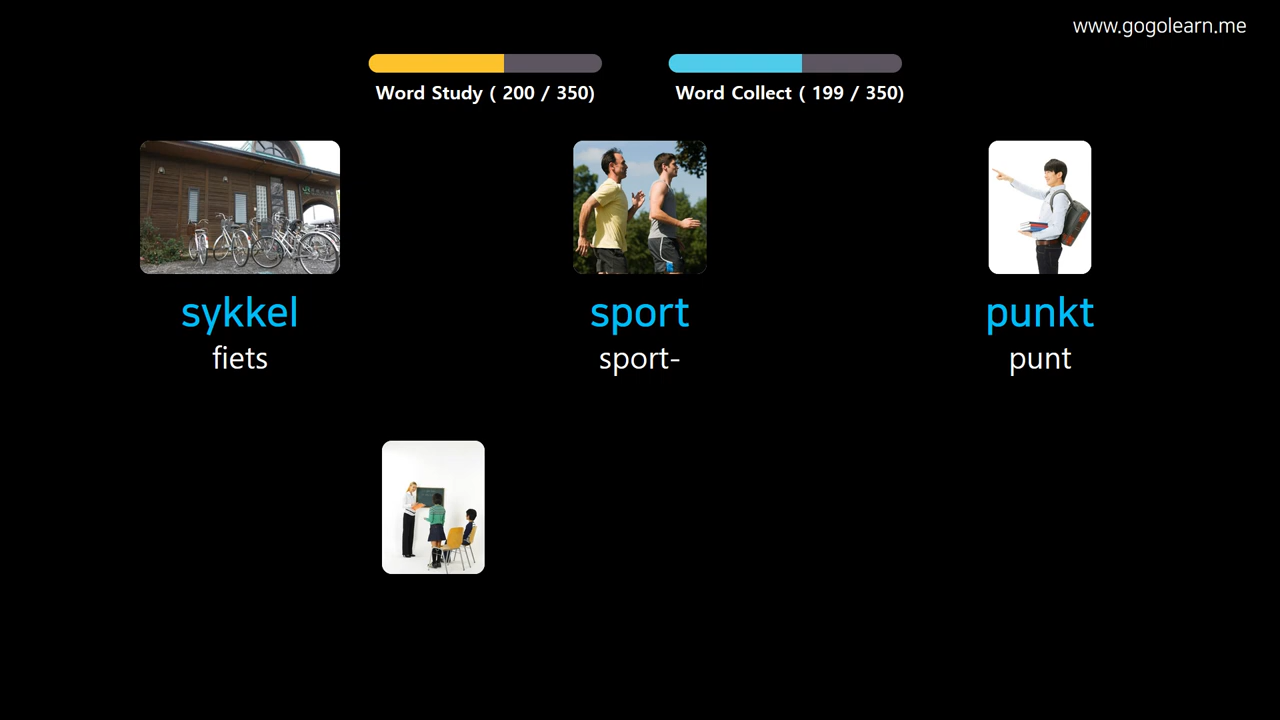 www.gogolearn.me
Word Study ( 200 / 350)
Word Collect ( 199 / 350)
sykkel
sport
punkt
fiets
sport-
punt